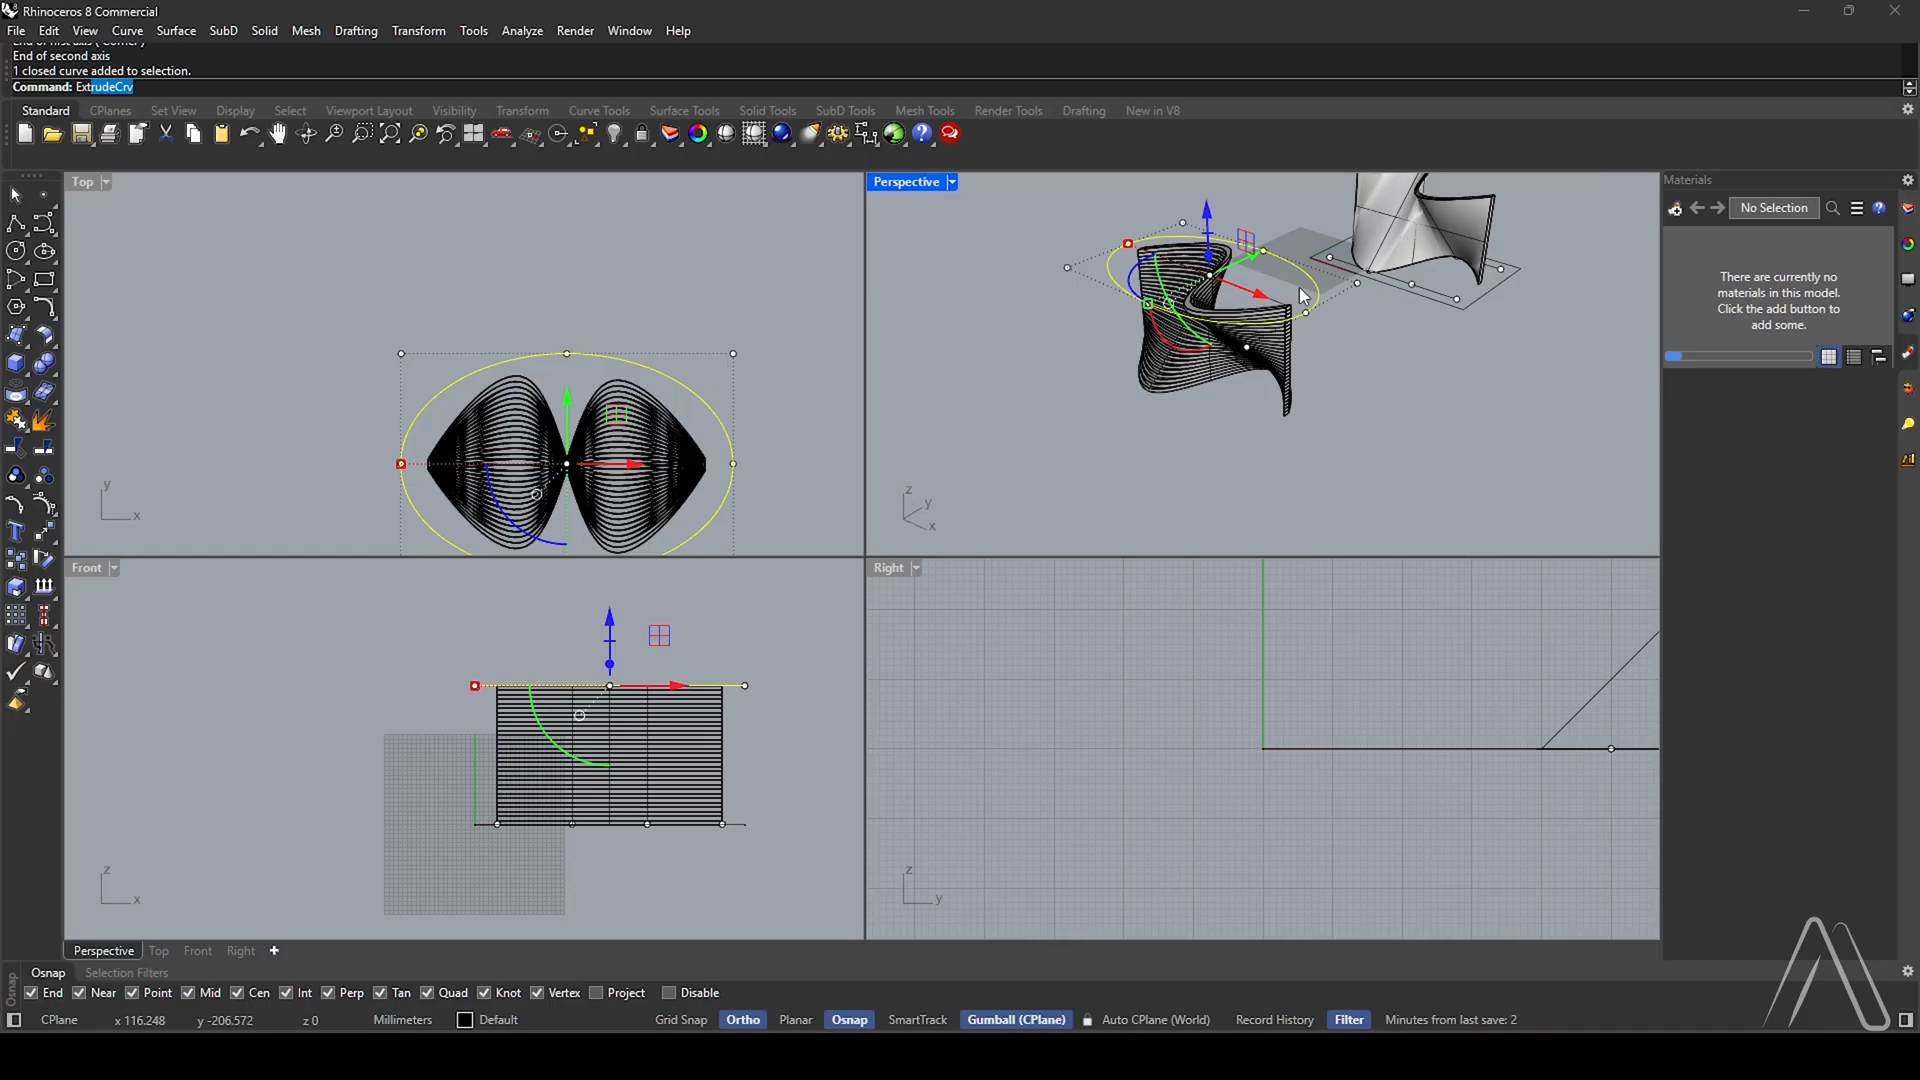 Rhinoceros 8 Commercial
File Edit View Curve Surface SubD Solid Mesh Drafting Transform Tools Analyze Render Window Help
End of second axis
1 closed curve added to selection.
Command: ExtrudeCrv
Standard CPlanes Set View Display Select Viewport Layout Visibility Transform Curve Tools Surface Tools Solid Tools SubD Tools Mesh Tools Render Tools Drafting New in V8
Top
Perspective
Materials
No Selection
There are currently no
materials in this model.
Click the add button to
add some.
y
x
z
y
x
Front
Right
z
x
z
y
Perspective Top Front Right
Osnap Selection Filters
Osnap
End Near Point Mid Cen Int Perp Tan Quad Knot Vertex Project Disable
CPlane x 116.248 y -206.572 z 0 Millimeters Default Grid Snap Ortho Planar Osnap SmartTrack Gumball (CPlane) Auto CPlane (World) Record History Filter Minutes from last save: 2